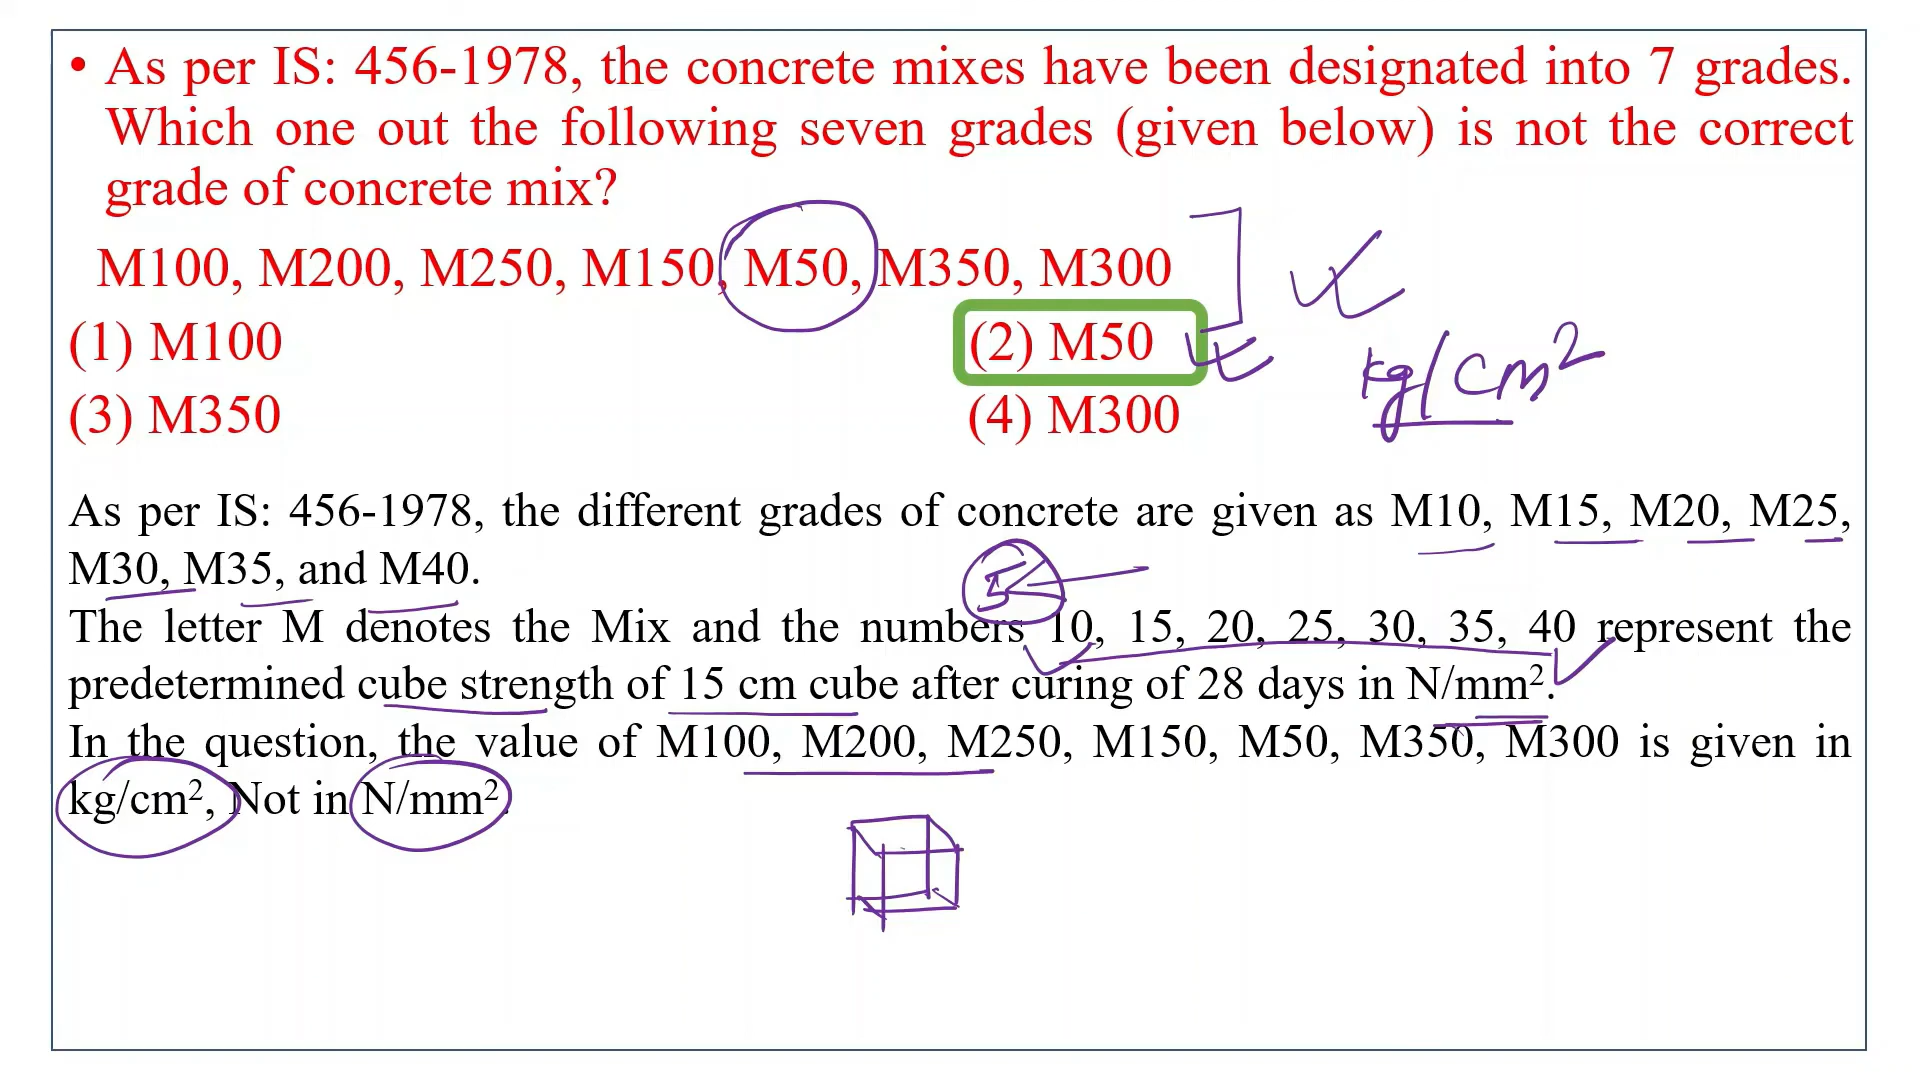 • As per IS: 456-1978, the concrete mixes have been designated into 7 grades.
Which one out the following seven grades (given below) is not the correct
grade of concrete mix?
M100, M200, M250, M150, M50, M350, M300
(1) M100 (2) M50
kg/cm²
(3) M350 (4) M300
As per IS: 456-1978, the different grades of concrete are given as M10, M15, M20, M25,
M30, M35, and M40.
5
The letter M denotes the Mix and the numbers 10, 15, 20, 25, 30, 35, 40 represent the
predetermined cube strength of 15 cm cube after curing of 28 days in N/mm².
In the question, the value of M100, M200, M250, M150, M50, M350, M300 is given in
kg/cm², Not in N/mm².